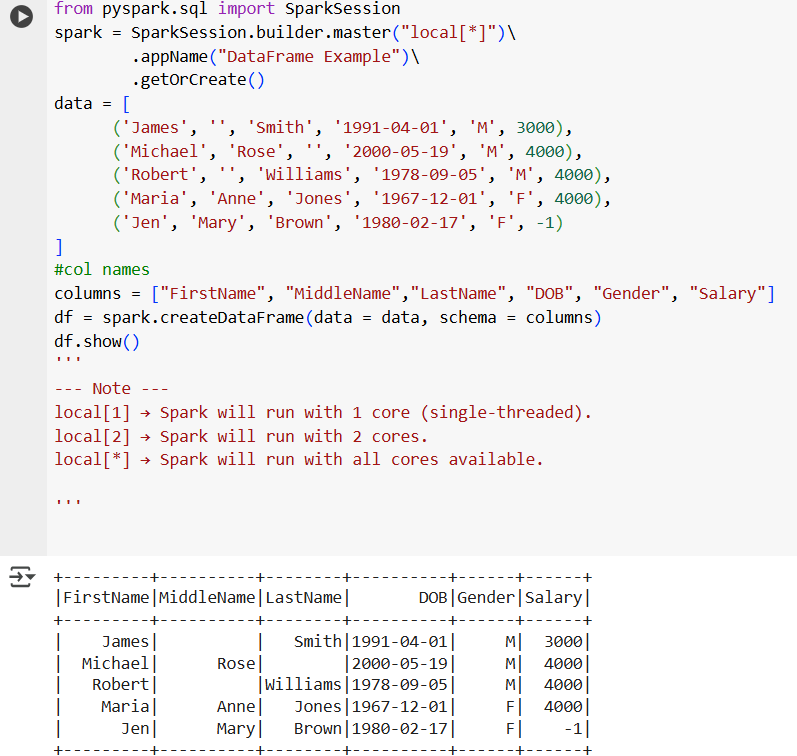 from pyspark.sql import SparkSession
spark = SparkSession.builder.master("local[*]")\
        .appName("DataFrame Example")\
        .getOrCreate()
data = [
      ('James', '', 'Smith', '1991-04-01', 'M', 3000),
      ('Michael', 'Rose', '', '2000-05-19', 'M', 4000),
      ('Robert', '', 'Williams', '1978-09-05', 'M', 4000),
      ('Maria', 'Anne', 'Jones', '1967-12-01', 'F', 4000),
      ('Jen', 'Mary', 'Brown', '1980-02-17', 'F', -1)
]
#col names
columns = ["FirstName", "MiddleName","LastName", "DOB", "Gender", "Salary"]
df = spark.createDataFrame(data = data, schema = columns)
df.show()
'''
--- Note ---
local[1] → Spark will run with 1 core (single-threaded).
local[2] → Spark will run with 2 cores.
local[*] → Spark will run with all cores available.
'''
+---------+----------+--------+----------+------+------+
|FirstName|MiddleName|LastName|       DOB|Gender|Salary|
+---------+----------+--------+----------+------+------+
|    James|          |   Smith|1991-04-01|     M|  3000|
|  Michael|      Rose|        |2000-05-19|     M|  4000|
|   Robert|          |Williams|1978-09-05|     M|  4000|
|    Maria|      Anne|   Jones|1967-12-01|     F|  4000|
|      Jen|      Mary|   Brown|1980-02-17|     F|    -1|
+---------+----------+--------+----------+------+------+